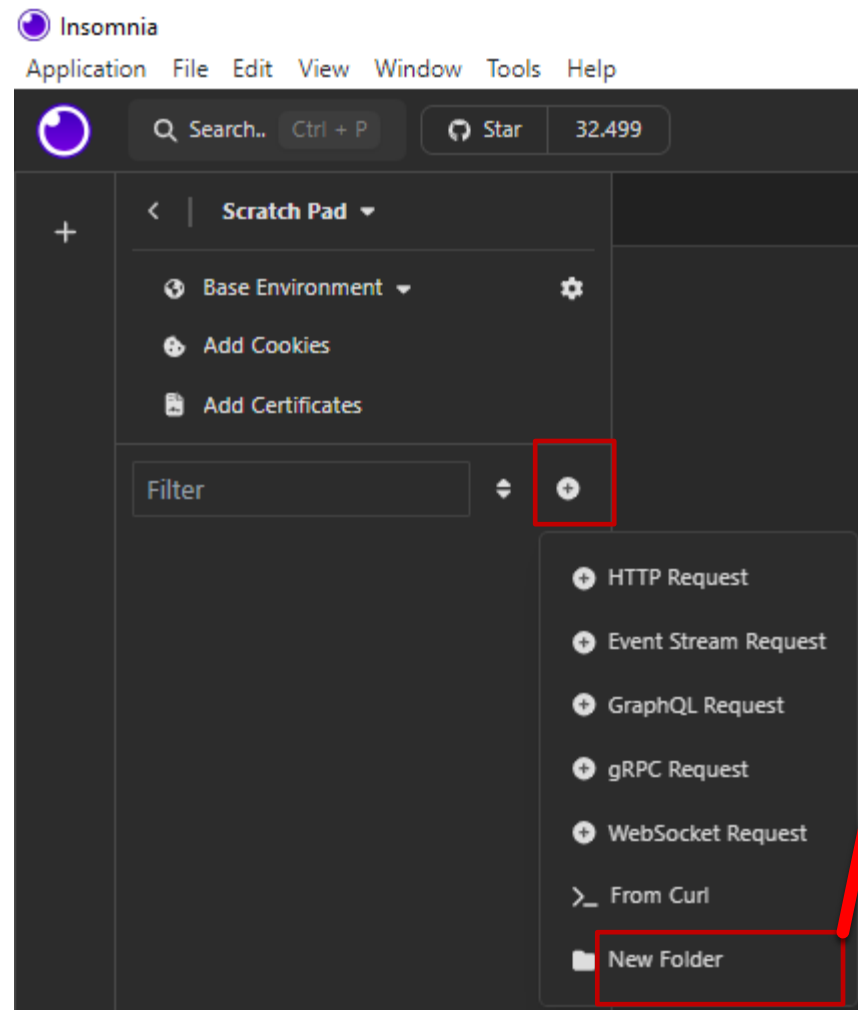 Insomnia
Application File Edit View Window Tools Help
Search.. Ctrl + P Star 32.499
Scratch Pad
Base Environment
Add Cookies
Add Certificates
Filter
HTTP Request
Event Stream Request
GraphQL Request
gRPC Request
WebSocket Request
From Curl
New Folder